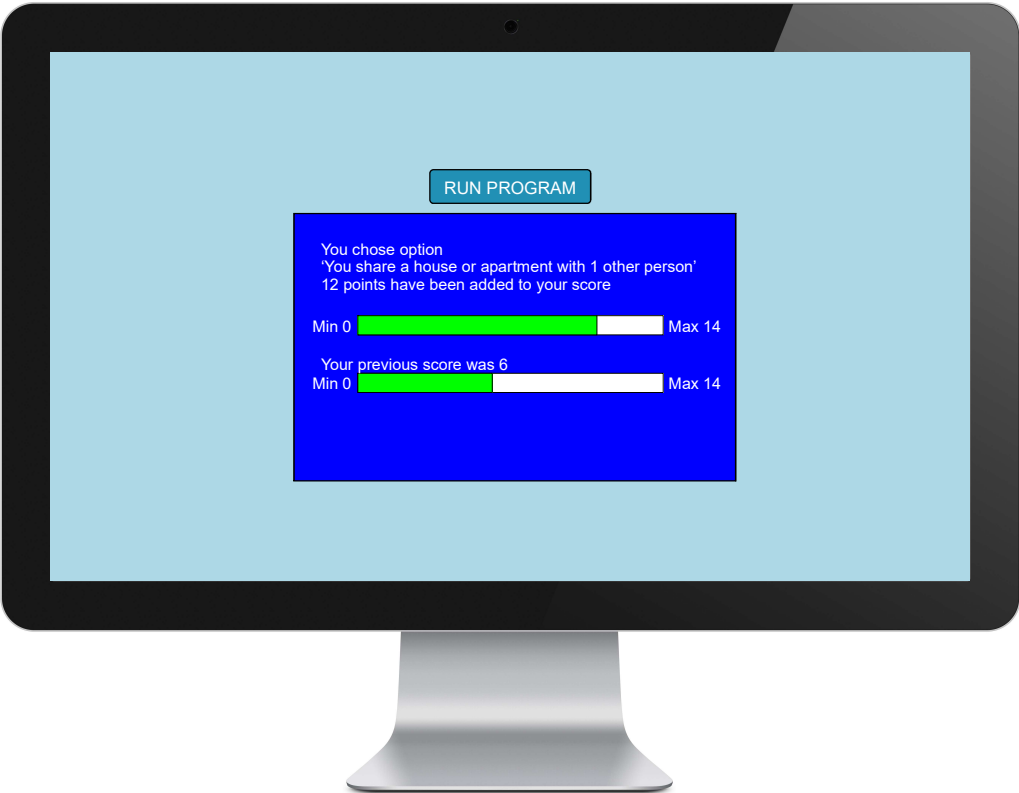 RUN PROGRAM
You chose option
‘You share a house or apartment with 1 other person’
12 points have been added to your score
Min 0 Max 14
Your previous score was 6
Min 0 Max 14